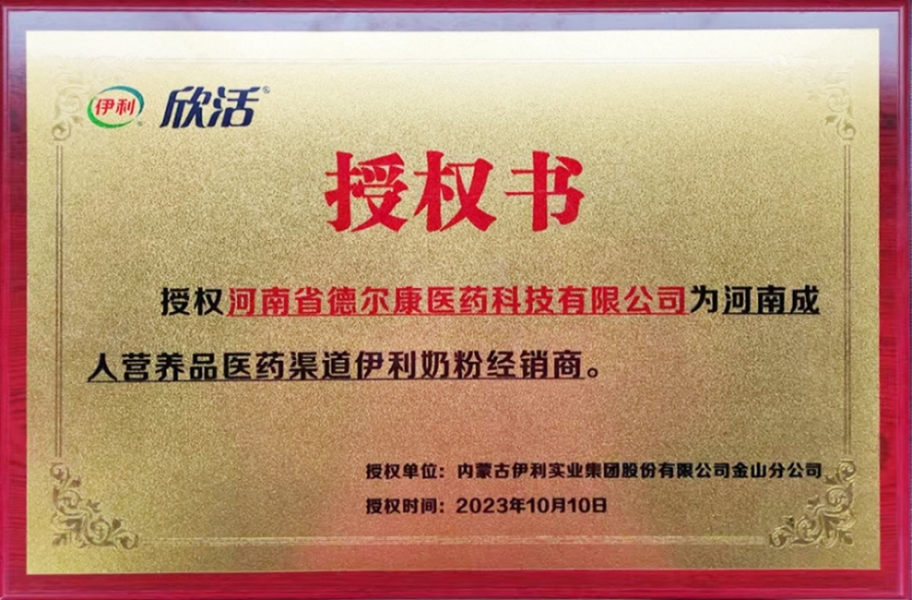 伊利® 欣活®
授权书
授权河南省德尔康医药科技有限公司为河南成
人营养品医药渠道伊利奶粉经销商。
授权单位：内蒙古伊利实业集团股份有限公司金山分公司
授权时间：2023年10月10日